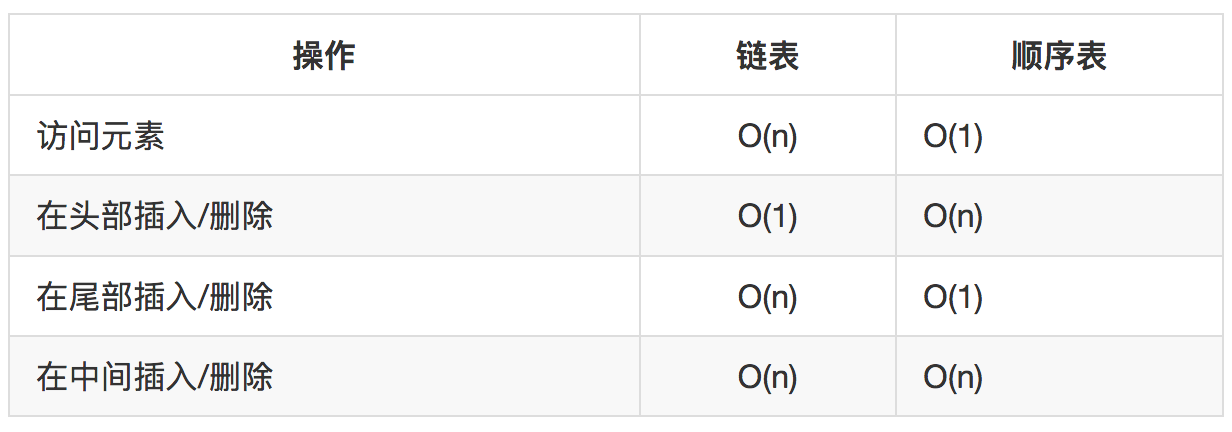 操作 链表 顺序表
访问元素 O(n) O(1)
在头部插入/删除 O(1) O(n)
在尾部插入/删除 O(n) O(1)
在中间插入/删除 O(n) O(n)